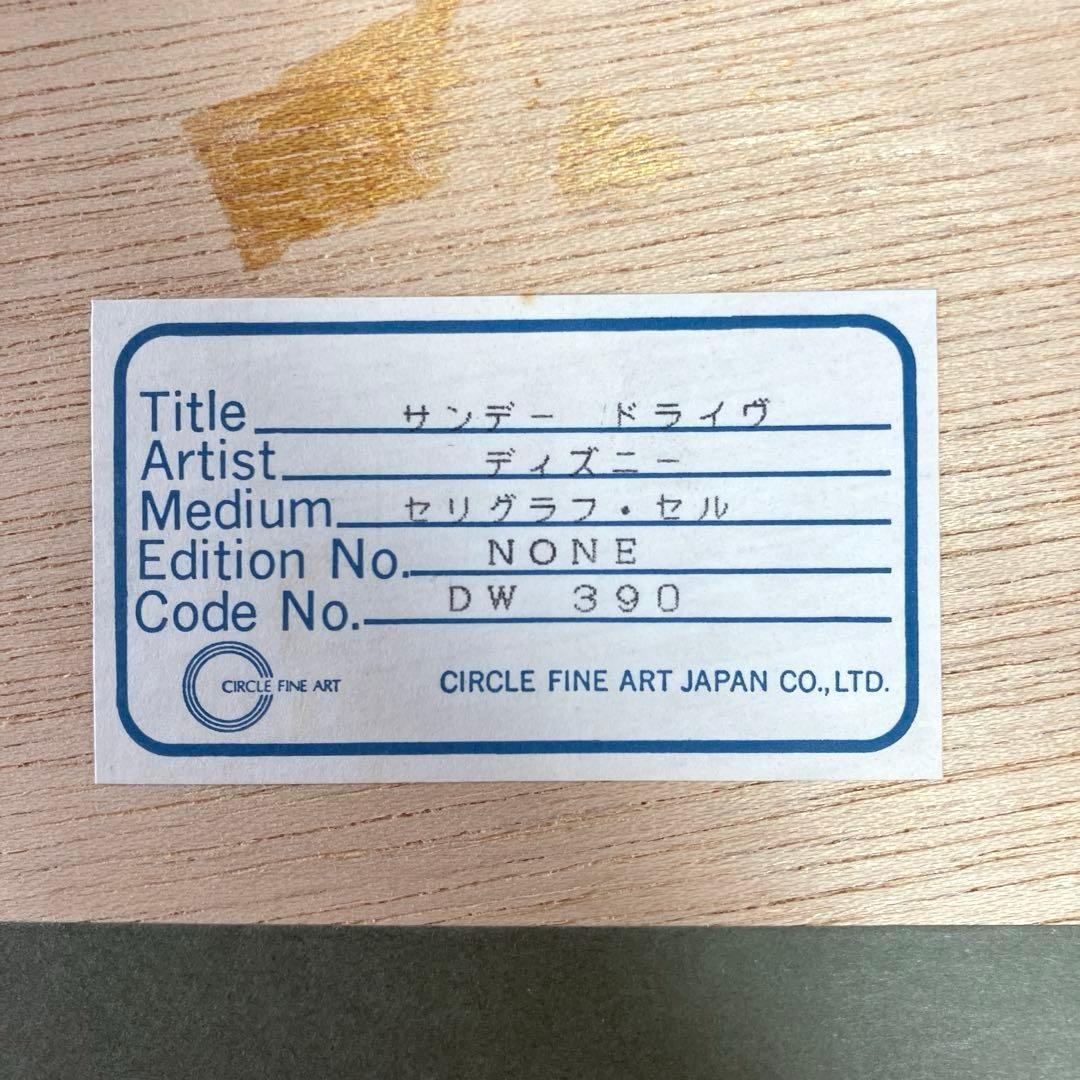 Title サンデー ドライヴ
Artist ディズニー
Medium セリグラフ・セル
Edition No. NONE
Code No. DW 390
CIRCLE FINE ART CIRCLE FINE ART JAPAN CO.,LTD.